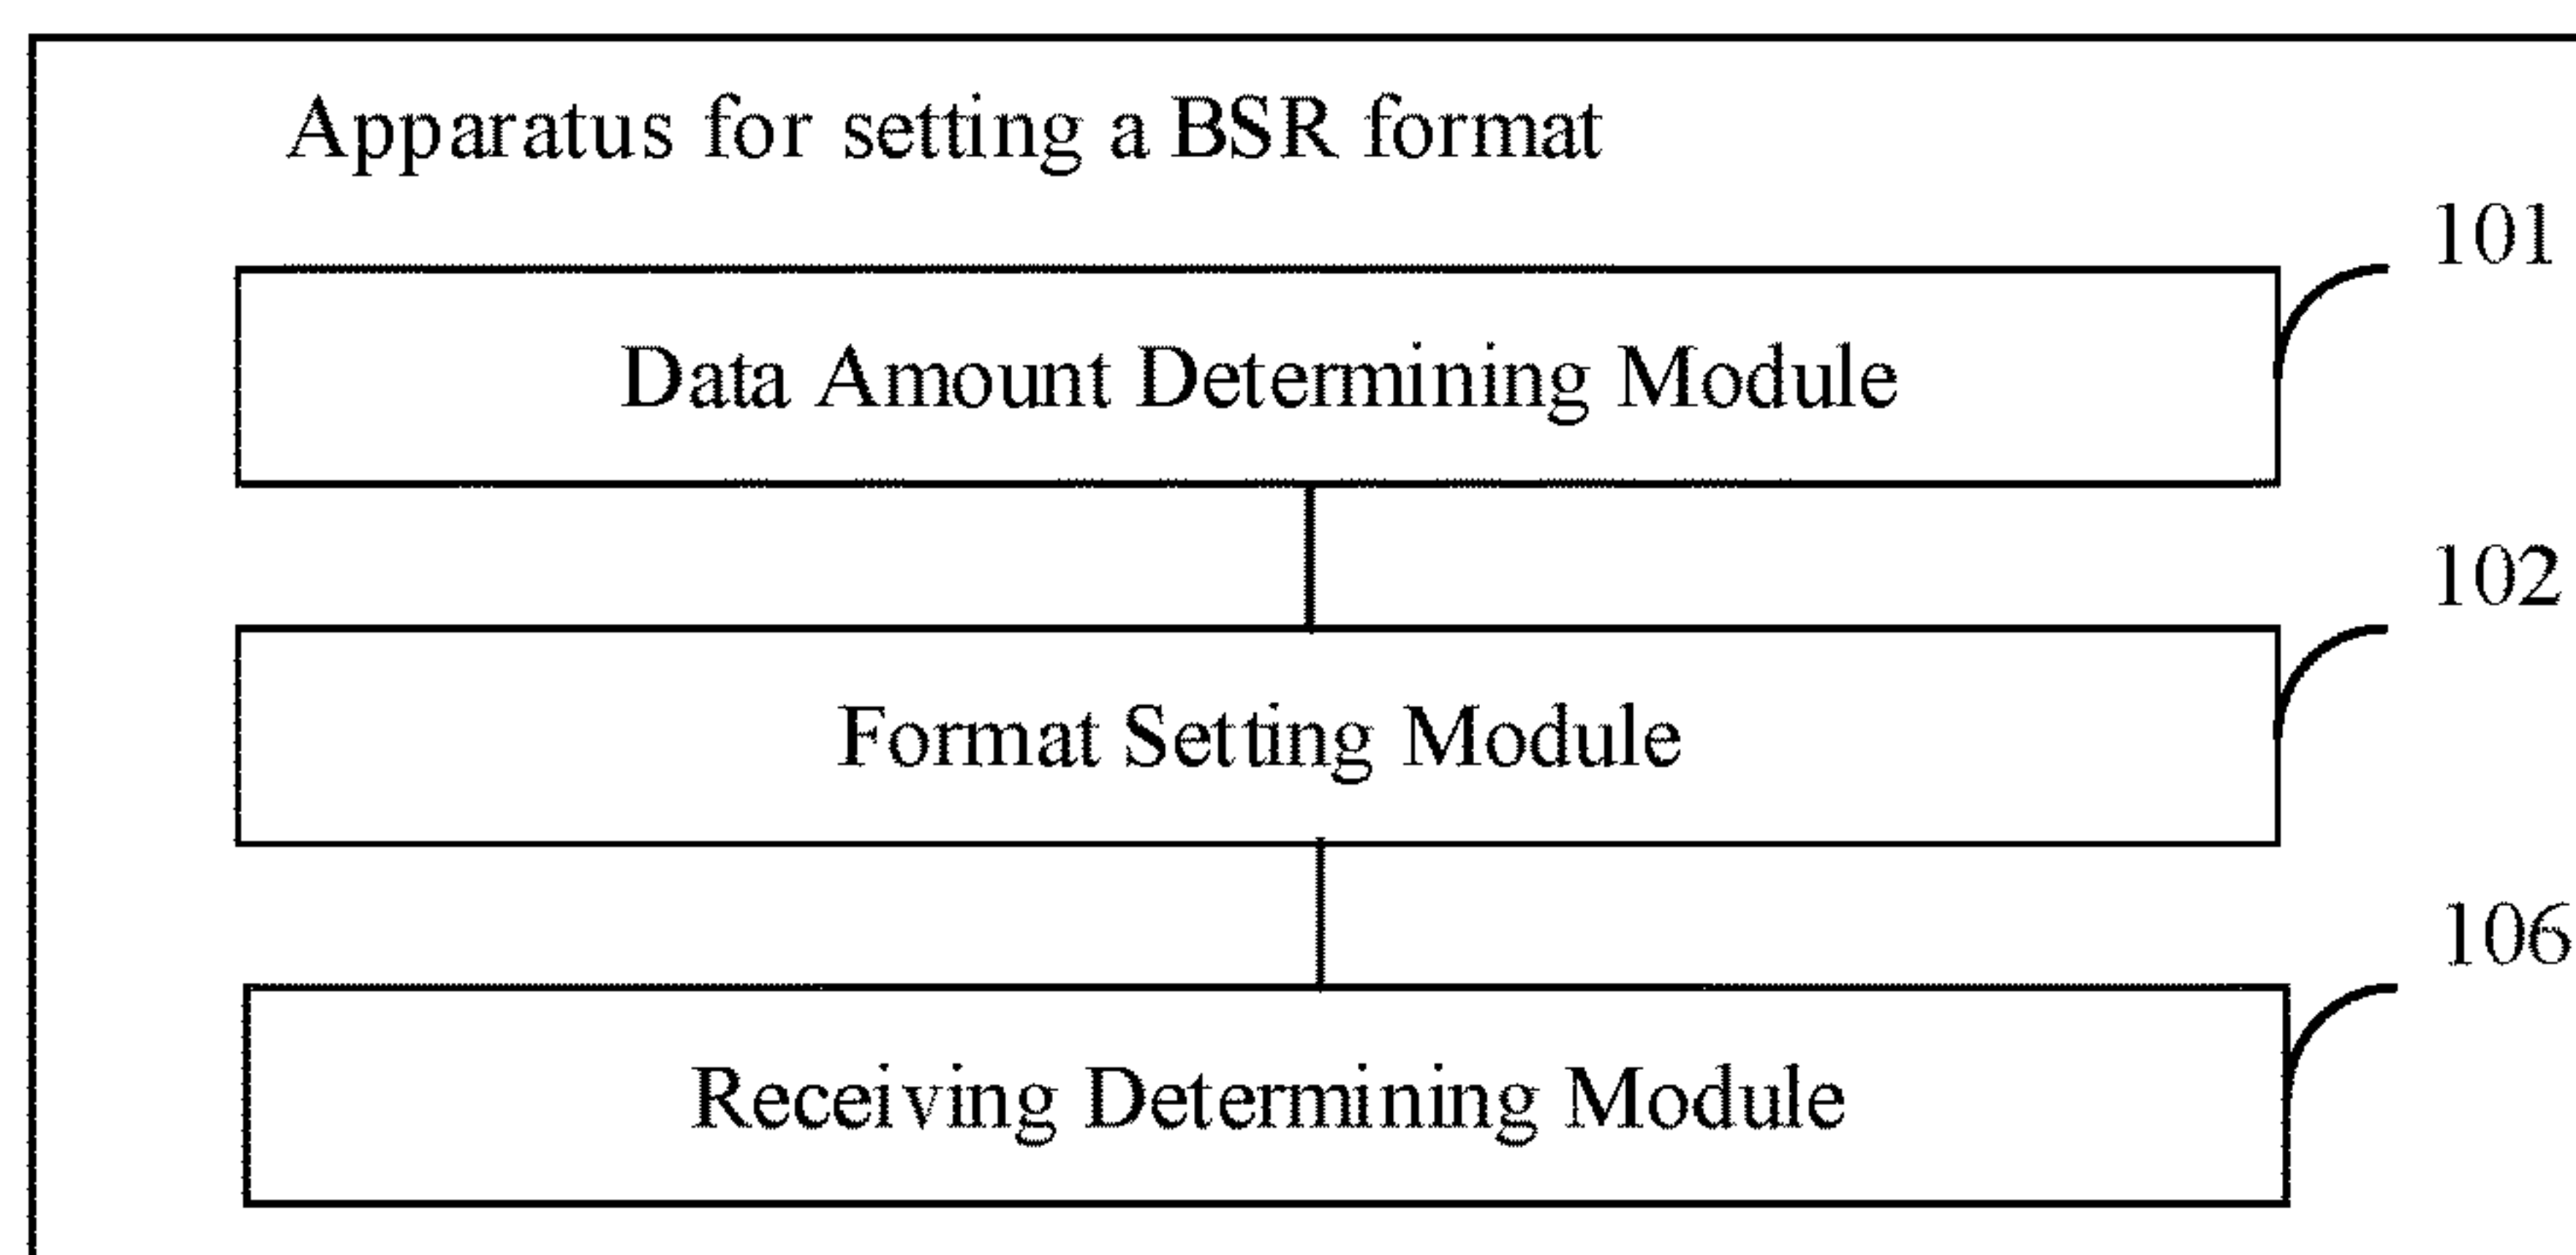 Apparatus for setting a BSR format
101
Data Amount Determining Module
102
Format Setting Module
106
Receiving Determining Module